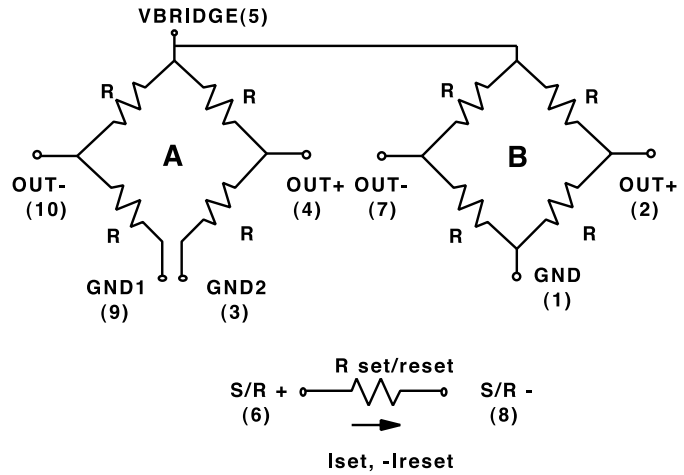 VBRIDGE(5)
R
R
R
R
A
B
OUT-
(10)
OUT+
(4)
OUT-
(7)
OUT+
(2)
R
R
R
R
GND1
(9)
GND2
(3)
GND
(1)
R set/reset
S/R +
(6)
S/R -
(8)
Iset, -Ireset